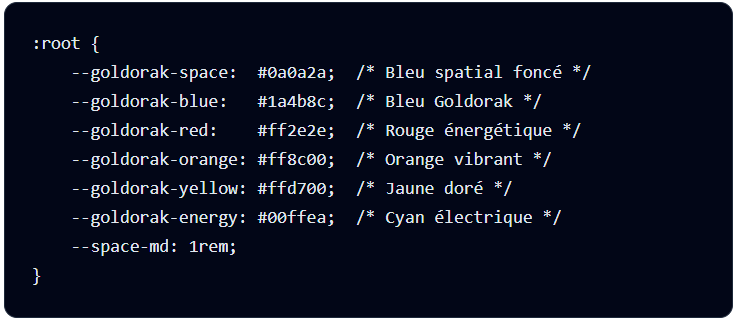 :root {
    --goldorak-space:  #0a0a2a;  /* Bleu spatial foncé */
    --goldorak-blue:   #1a4b8c;  /* Bleu Goldorak */
    --goldorak-red:    #ff2e2e;  /* Rouge énergétique */
    --goldorak-orange: #ff8c00;  /* Orange vibrant */
    --goldorak-yellow: #ffd700;  /* Jaune doré */
    --goldorak-energy: #00ffea;  /* Cyan électrique */
    --space-md: 1rem;
}